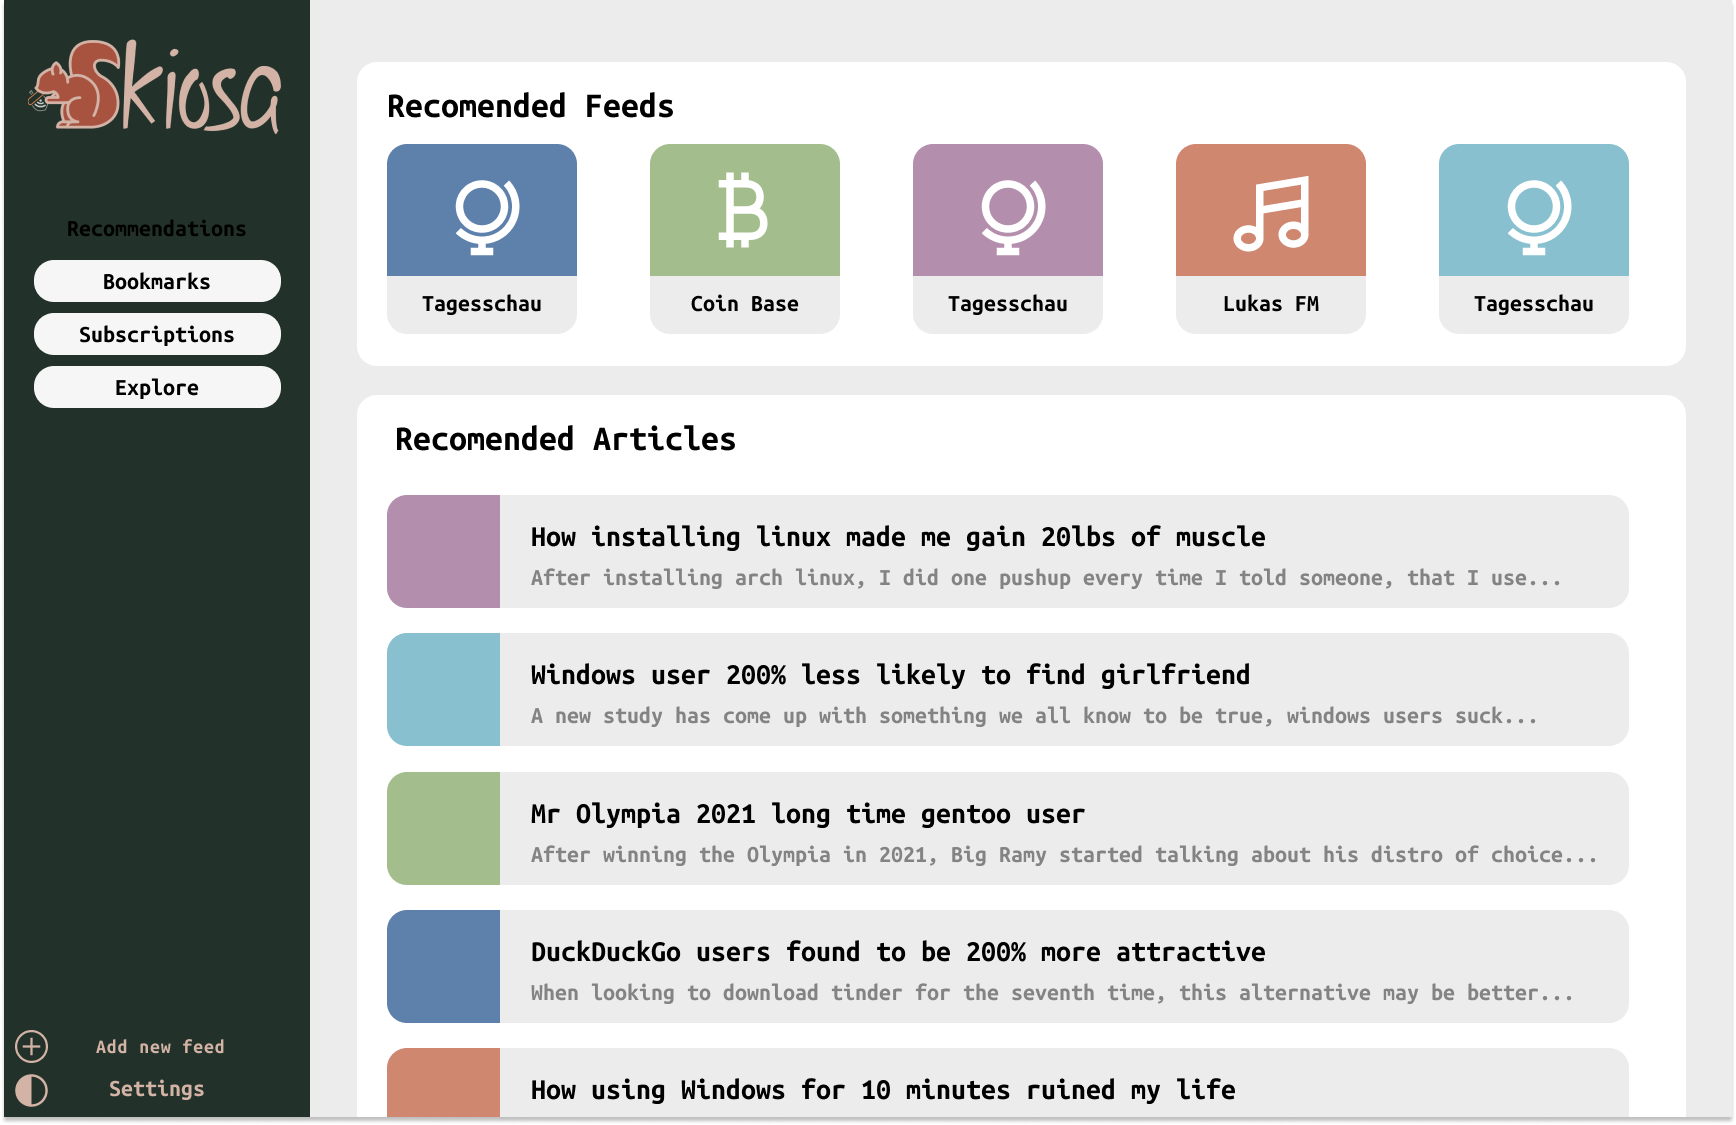 Skiosa
Recommendations
Bookmarks
Subscriptions
Explore
Add new feed
Settings
Recomended Feeds
Tagesschau
Coin Base
Tagesschau
Lukas FM
Tagesschau
Recomended Articles
How installing linux made me gain 20lbs of muscle
After installing arch linux, I did one pushup every time I told someone, that I use...
Windows user 200% less likely to find girlfriend
A new study has come up with something we all know to be true, windows users suck...
Mr Olympia 2021 long time gentoo user
After winning the Olympia in 2021, Big Ramy started talking about his distro of choice...
DuckDuckGo users found to be 200% more attractive
When looking to download tinder for the seventh time, this alternative may be better...
How using Windows for 10 minutes ruined my life